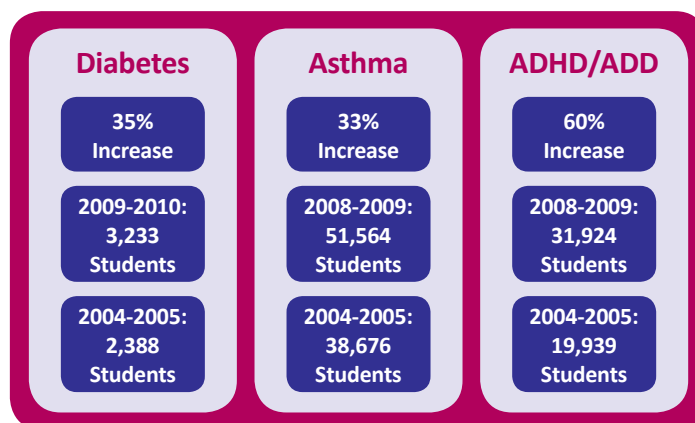 Diabetes
35%
Increase
2009-2010:
3,233
Students
2004-2005:
2,388
Students
Asthma
33%
Increase
2008-2009:
51,564
Students
2004-2005:
38,676
Students
ADHD/ADD
60%
Increase
2008-2009:
31,924
Students
2004-2005:
19,939
Students